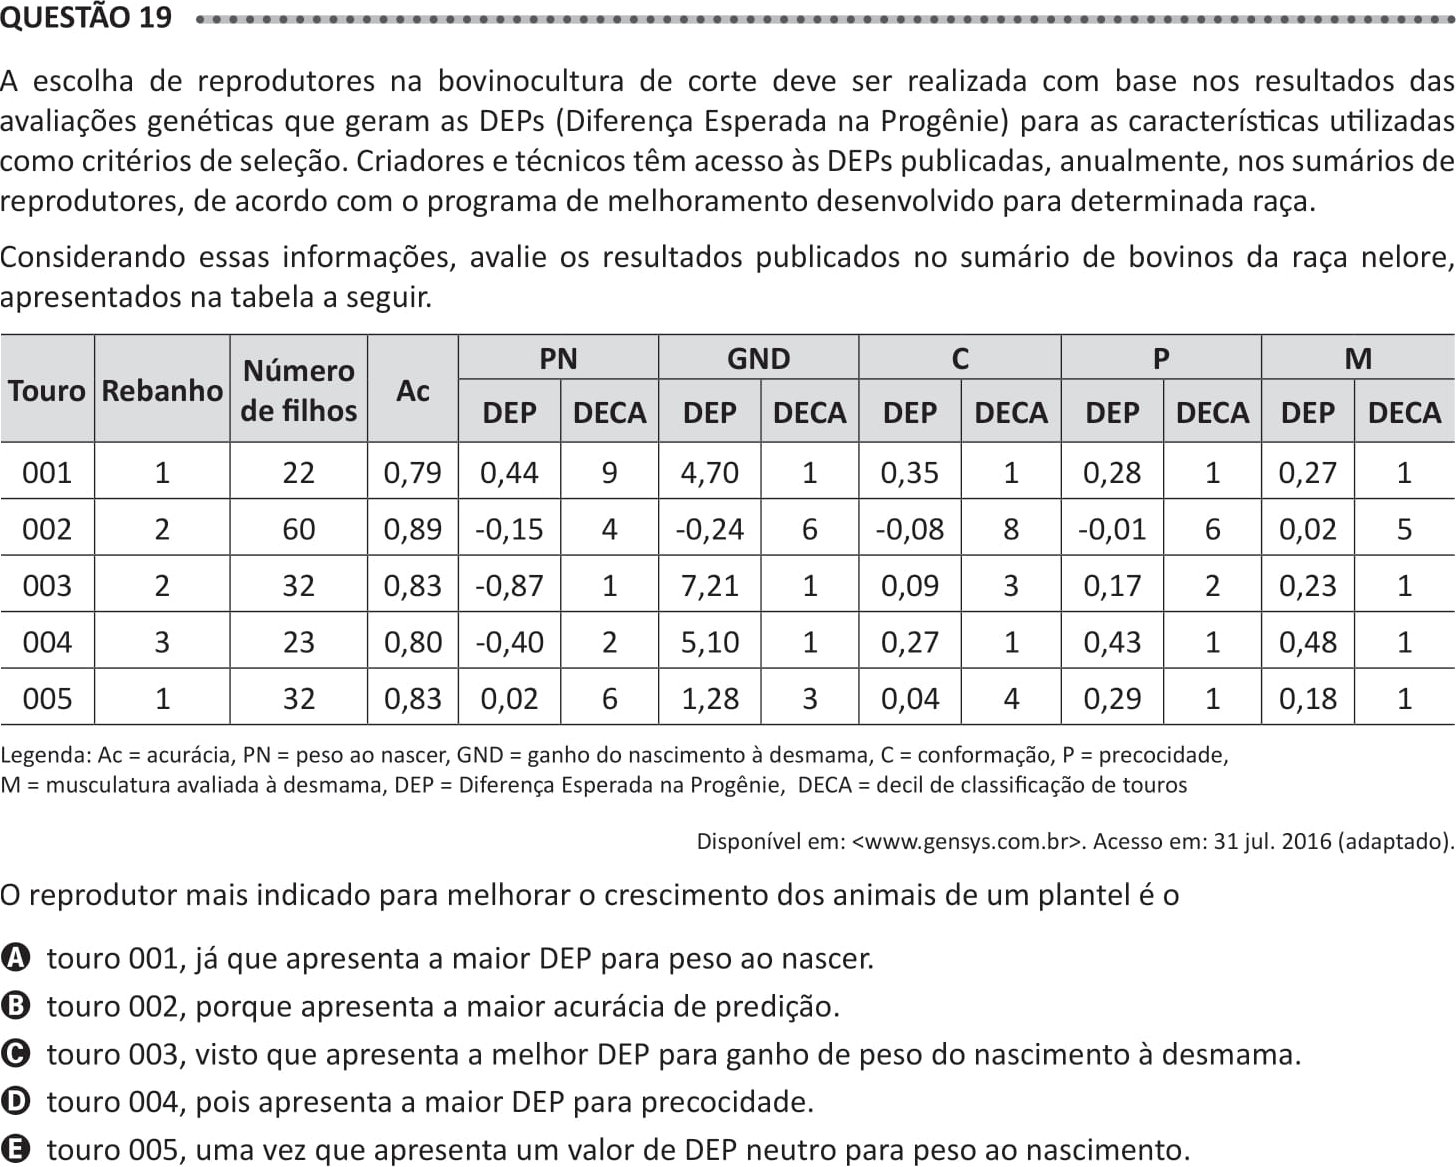 QUESTÃO 19
A escolha de reprodutores na bovinocultura de corte deve ser realizada com base nos resultados das
avaliações genéticas que geram as DEPs (Diferença Esperada na Progênie) para as características utilizadas
como critérios de seleção. Criadores e técnicos têm acesso às DEPs publicadas, anualmente, nos sumários de
reprodutores, de acordo com o programa de melhoramento desenvolvido para determinada raça.
Considerando essas informações, avalie os resultados publicados no sumário de bovinos da raça nelore,
apresentados na tabela a seguir.
Touro Rebanho Número de filhos Ac PN GND C P M
DEP DECA DEP DECA DEP DECA DEP DECA DEP DECA
001 1 22 0,79 0,44 9 4,70 1 0,35 1 0,28 1 0,27 1
002 2 60 0,89 -0,15 4 -0,24 6 -0,08 8 -0,01 6 0,02 5
003 2 32 0,83 -0,87 1 7,21 1 0,09 3 0,17 2 0,23 1
004 3 23 0,80 -0,40 2 5,10 1 0,27 1 0,43 1 0,48 1
005 1 32 0,83 0,02 6 1,28 3 0,04 4 0,29 1 0,18 1
Legenda: Ac = acurácia, PN = peso ao nascer, GND = ganho do nascimento à desmama, C = conformação, P = precocidade,
M = musculatura avaliada à desmama, DEP = Diferença Esperada na Progênie, DECA = decil de classificação de touros
Disponível em: <www.gensys.com.br>. Acesso em: 31 jul. 2016 (adaptado).
O reprodutor mais indicado para melhorar o crescimento dos animais de um plantel é o
A touro 001, já que apresenta a maior DEP para peso ao nascer.
B touro 002, porque apresenta a maior acurácia de predição.
C touro 003, visto que apresenta a melhor DEP para ganho de peso do nascimento à desmama.
D touro 004, pois apresenta a maior DEP para precocidade.
E touro 005, uma vez que apresenta um valor de DEP neutro para peso ao nascimento.